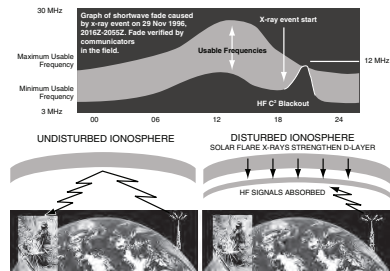 30 MHz
Graph of shortwave fade caused
by x-ray event on 29 Nov 1996,
2016Z-2055Z. Fade verified by
communicators
in the field.
X-ray event start
Usable Frequencies
Maximum Usable
Frequency
12 MHz
Minimum Usable
Frequency
HF C² Blackout
3 MHz
00 06 12 18 24
UNDISTURBED IONOSPHERE
DISTURBED IONOSPHERE
SOLAR FLARE X-RAYS STRENGTHEN D-LAYER
HF SIGNALS ABSORBED